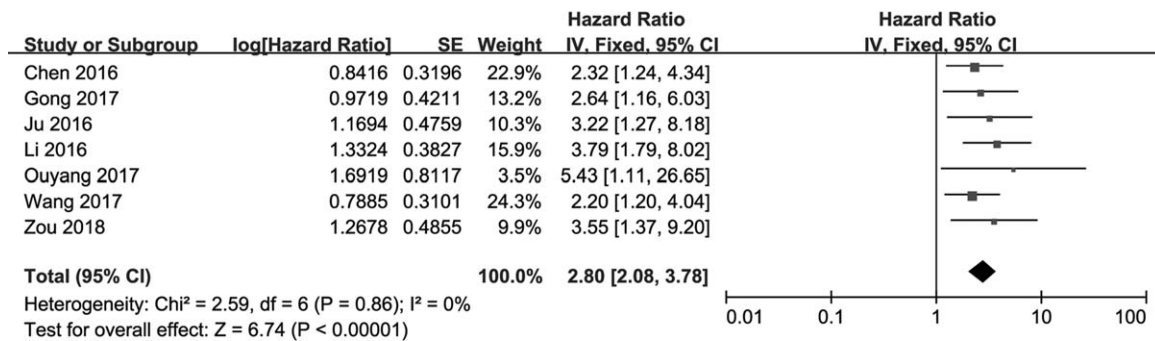 Hazard Ratio Hazard Ratio
Study or Subgroup log[Hazard Ratio] SE Weight IV, Fixed, 95% CI IV, Fixed, 95% CI
Chen 2016 0.8416 0.3196 22.9% 2.32 [1.24, 4.34]
Gong 2017 0.9719 0.4211 13.2% 2.64 [1.16, 6.03]
Ju 2016 1.1694 0.4759 10.3% 3.22 [1.27, 8.18]
Li 2016 1.3324 0.3827 15.9% 3.79 [1.79, 8.02]
Ouyang 2017 1.6919 0.8117 3.5% 5.43 [1.11, 26.65]
Wang 2017 0.7885 0.3101 24.3% 2.20 [1.20, 4.04]
Zou 2018 1.2678 0.4855 9.9% 3.55 [1.37, 9.20]
Total (95% CI) 100.0% 2.80 [2.08, 3.78]
Heterogeneity: Chi² = 2.59, df = 6 (P = 0.86); I² = 0%
Test for overall effect: Z = 6.74 (P < 0.00001)
0.01 0.1 1 10 100